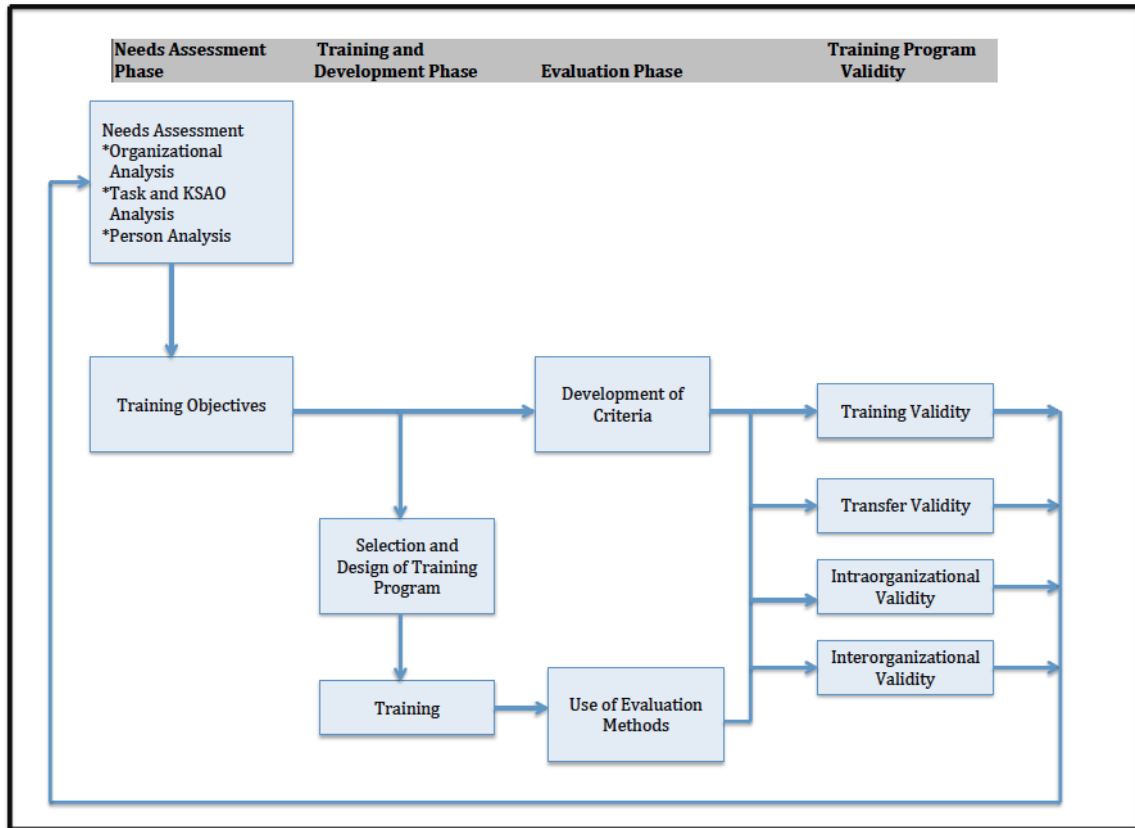 Needs Assessment
Phase
Training and
Development Phase
Evaluation Phase
Training Program
Validity
Needs Assessment
*Organizational
Analysis
*Task and KSAO
Analysis
*Person Analysis
Training Objectives
Development of
Criteria
Training Validity
Transfer Validity
Selection and
Design of Training
Program
Intraorganizational
Validity
Interorganizational
Validity
Training
Use of Evaluation
Methods